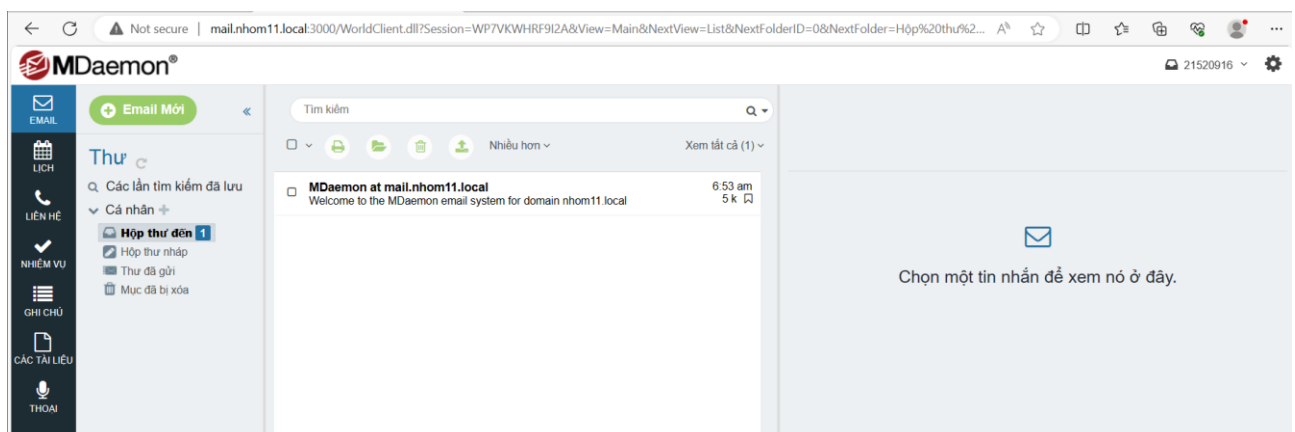 Not secure | mail.nhom11.local:3000/WorldClient.dll?Session=WP7VKWHRF9I2A&View=Main&NextView=List&NextFolderID=0&NextFolder=Hộp%20thư%2...
MDaemon®
21520916
EMAIL
LỊCH
LIÊN HỆ
NHIỆM VỤ
GHI CHÚ
CÁC TÀI LIỆU
THOẠI
Email Mới
«
Thư
Các lần tìm kiếm đã lưu
Cá nhân
Hộp thư đến 1
Hộp thư nháp
Thư đã gửi
Mục đã bị xóa
Tìm kiếm
Nhiều hơn
Xem tất cả (1)
MDaemon at mail.nhom11.local 6:53 am
Welcome to the MDaemon email system for domain nhom11.local 5 k
Chọn một tin nhắn để xem nó ở đây.